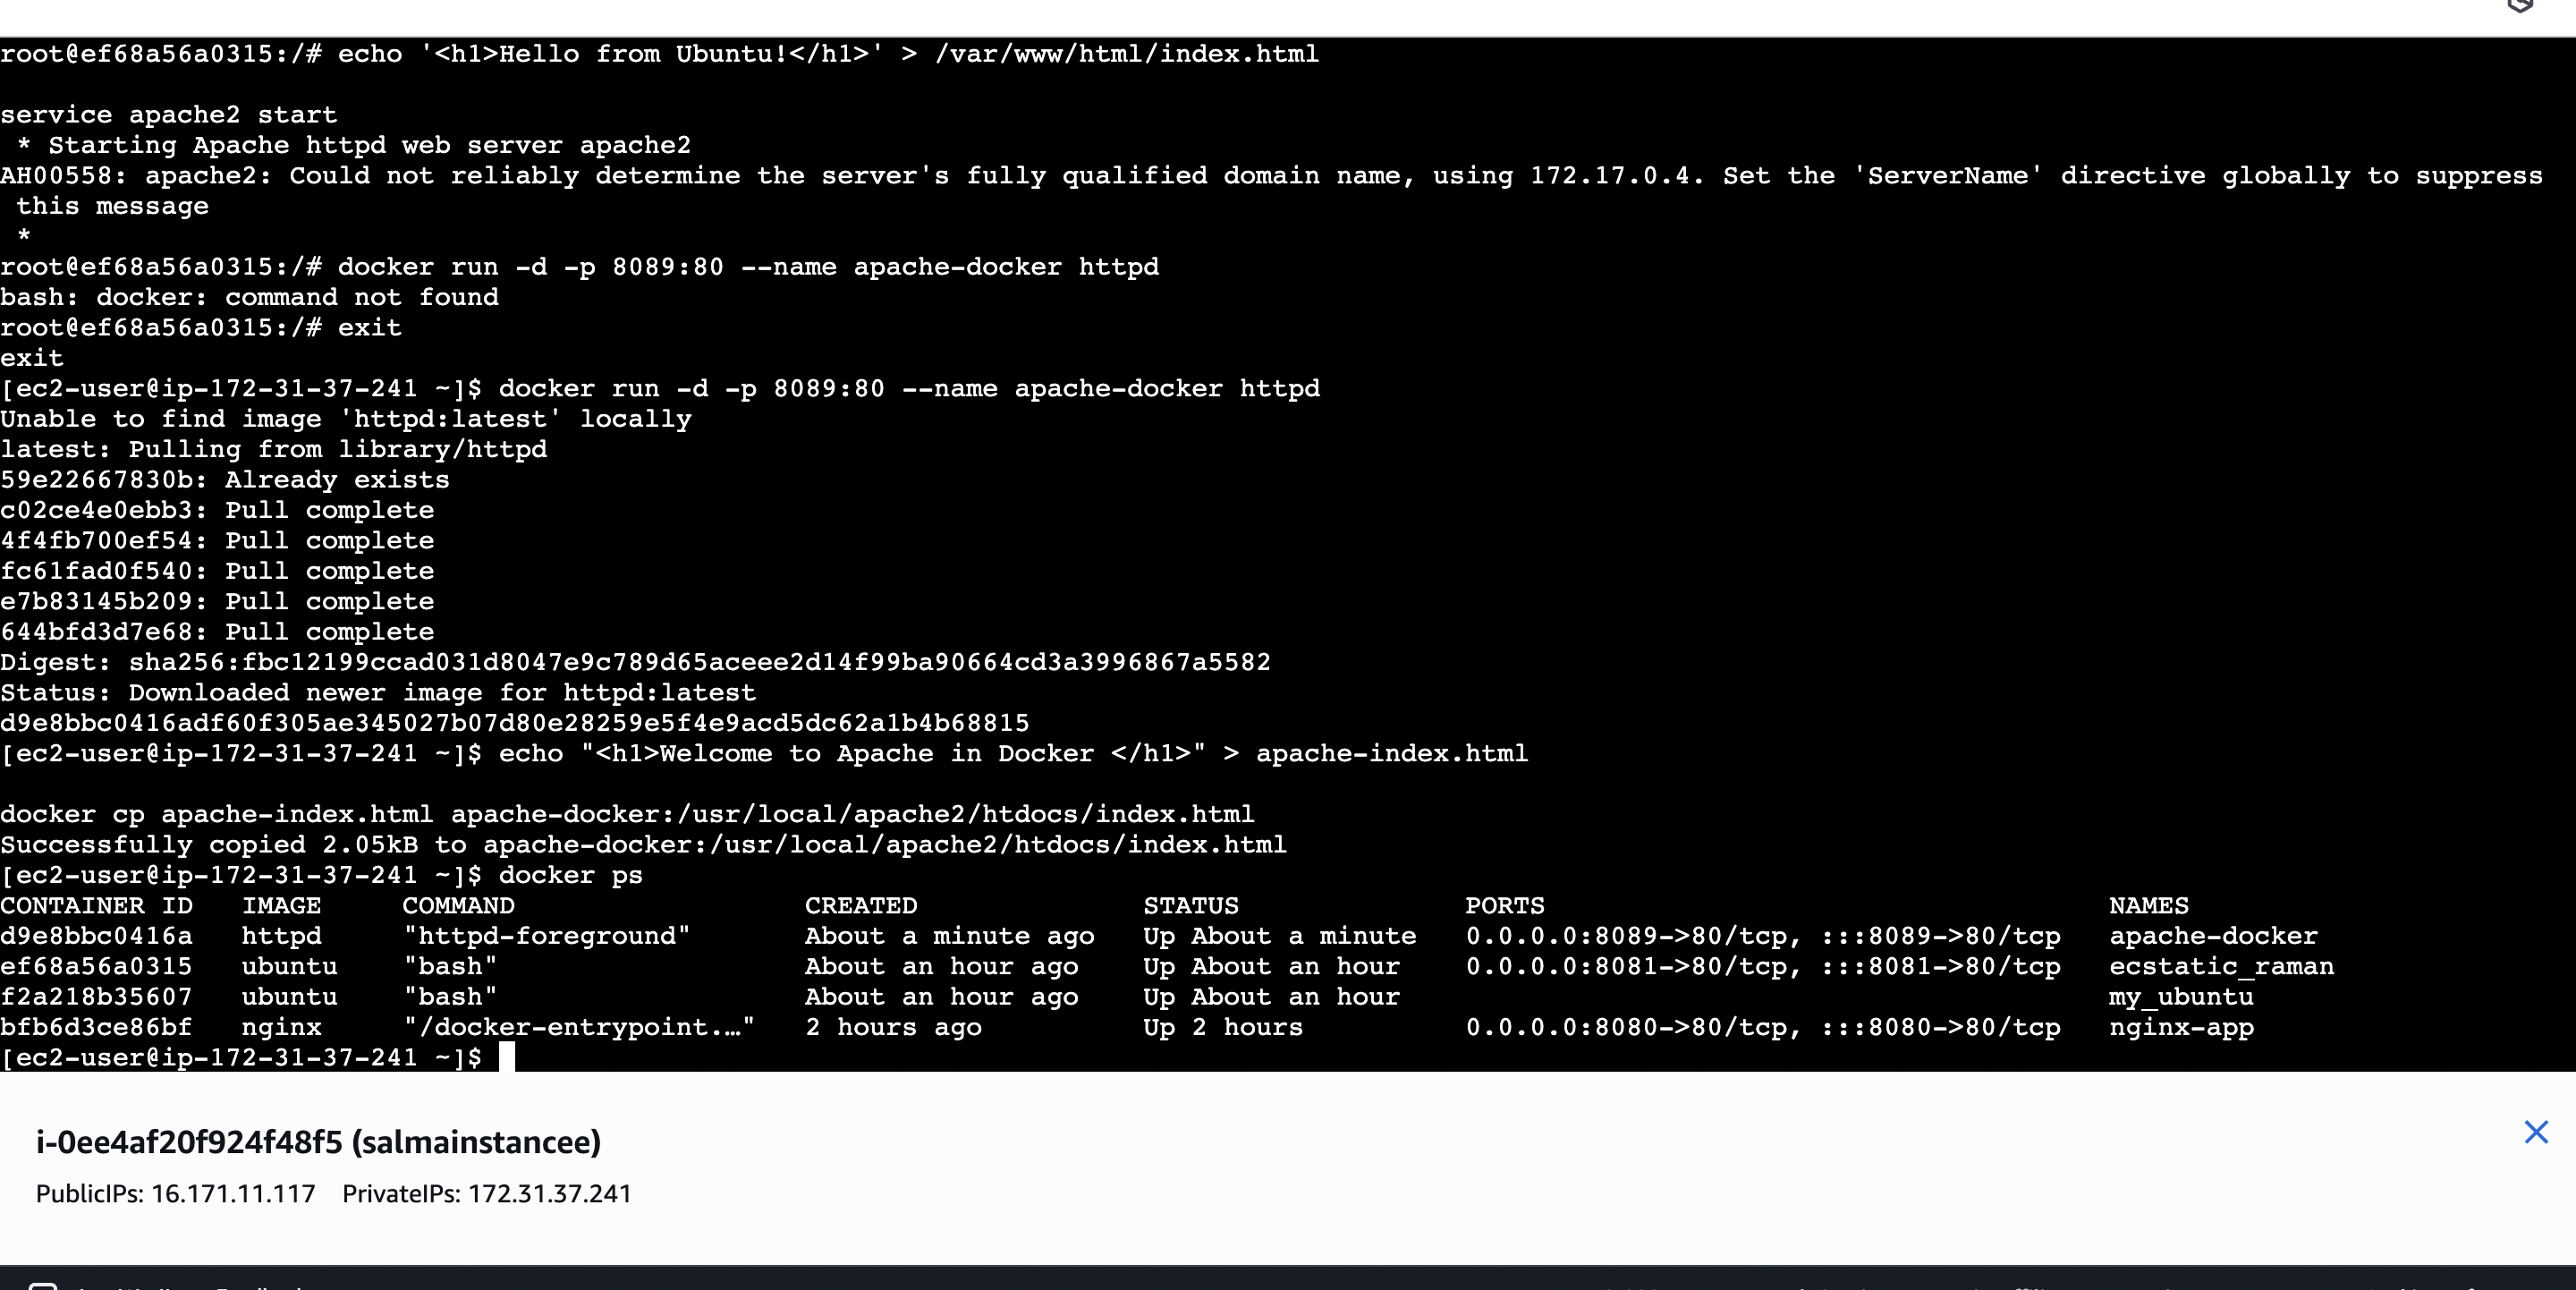 root@ef68a56a0315:/# echo '<h1>Hello from Ubuntu!</h1>' > /var/www/html/index.html
service apache2 start
 * Starting Apache httpd web server apache2
AH00558: apache2: Could not reliably determine the server's fully qualified domain name, using 172.17.0.4. Set the 'ServerName' directive globally to suppress
 this message
 *
root@ef68a56a0315:/# docker run -d -p 8089:80 --name apache-docker httpd
bash: docker: command not found
root@ef68a56a0315:/# exit
exit
[ec2-user@ip-172-31-37-241 ~]$ docker run -d -p 8089:80 --name apache-docker httpd
Unable to find image 'httpd:latest' locally
latest: Pulling from library/httpd
59e22667830b: Already exists
c02ce4e0ebb3: Pull complete
4f4fb700ef54: Pull complete
fc61fad0f540: Pull complete
e7b83145b209: Pull complete
644bfd3d7e68: Pull complete
Digest: sha256:fbc12199ccad031d8047e9c789d65aceee2d14f99ba90664cd3a3996867a5582
Status: Downloaded newer image for httpd:latest
d9e8bbc0416adf60f305ae345027b07d80e28259e5f4e9acd5dc62a1b4b68815
[ec2-user@ip-172-31-37-241 ~]$ echo "<h1>Welcome to Apache in Docker </h1>" > apache-index.html
docker cp apache-index.html apache-docker:/usr/local/apache2/htdocs/index.html
Successfully copied 2.05kB to apache-docker:/usr/local/apache2/htdocs/index.html
[ec2-user@ip-172-31-37-241 ~]$ docker ps
CONTAINER ID   IMAGE     COMMAND                  CREATED              STATUS              PORTS                                   NAMES
d9e8bbc0416a   httpd     "httpd-foreground"       About a minute ago   Up About a minute   0.0.0.0:8089->80/tcp, :::8089->80/tcp   apache-docker
ef68a56a0315   ubuntu    "bash"                   About an hour ago    Up About an hour    0.0.0.0:8081->80/tcp, :::8081->80/tcp   ecstatic_raman
f2a218b35607   ubuntu    "bash"                   About an hour ago    Up About an hour                                            my_ubuntu
bfb6d3ce86bf   nginx     "/docker-entrypoint.…"   2 hours ago          Up 2 hours          0.0.0.0:8080->80/tcp, :::8080->80/tcp   nginx-app
[ec2-user@ip-172-31-37-241 ~]$
i-0ee4af20f924f48f5 (salmainstancee)
PublicIPs: 16.171.11.117 PrivateIPs: 172.31.37.241